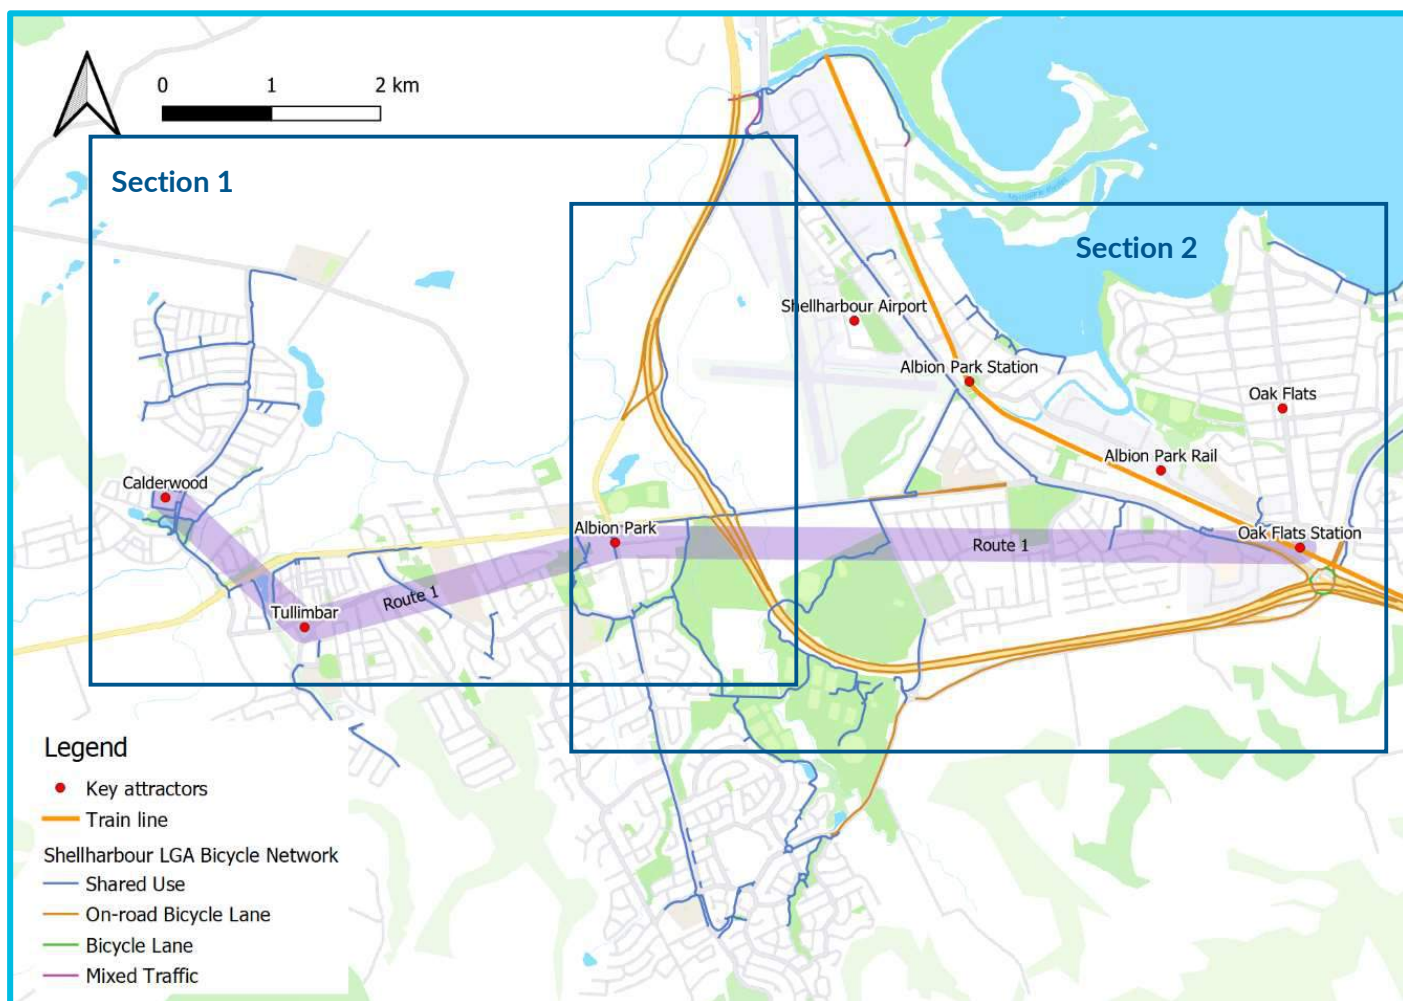 0 1 2 km
Section 1
Section 2
Shellharbour Airport
Albion Park Station
Oak Flats
Albion Park Rail
Calderwood
Albion Park
Oak Flats Station
Route 1
Route 1
Tullimbar
Legend
Key attractors
Train line
Shellharbour LGA Bicycle Network
Shared Use
On-road Bicycle Lane
Bicycle Lane
Mixed Traffic